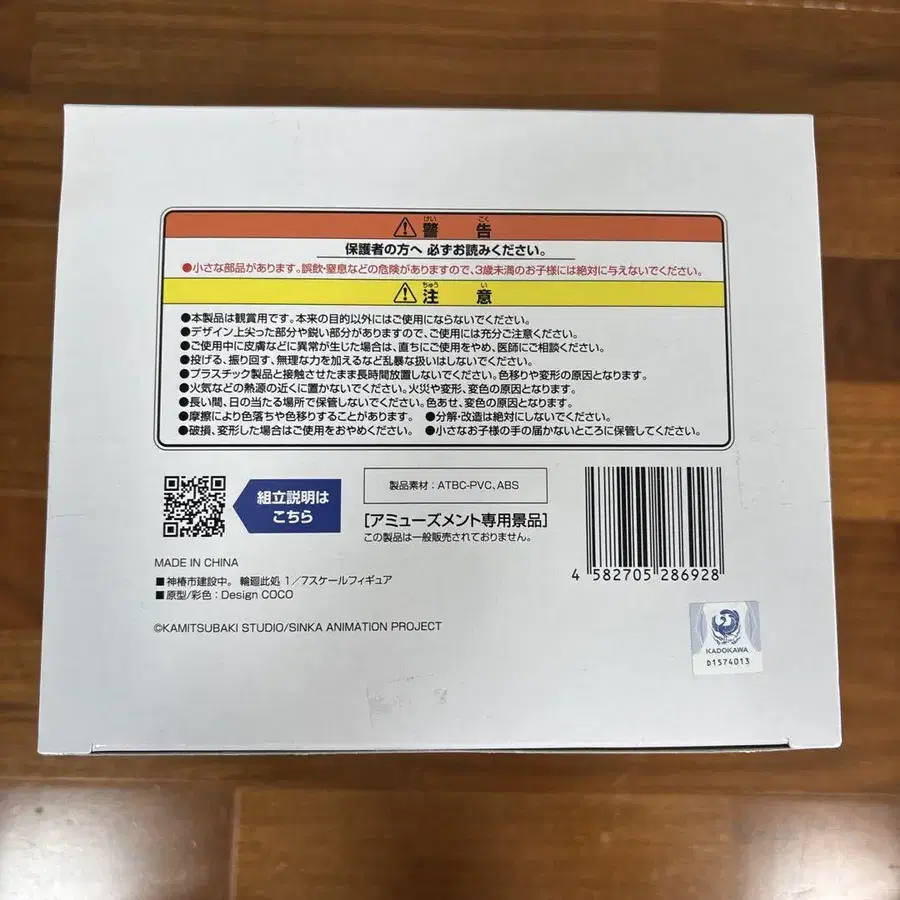 けい こく
警 告
保護者の方へ 必ずお読みください。
●小さな部品があります。誤飲・窒息などの危険がありますので、3歳未満のお子様には絶対に与えないでください。
ちゅう い
注 意
●本製品は観賞用です。本来の目的以外にはご使用にならないでください。
●デザイン上尖った部分や鋭い部分がありますので、ご使用には充分ご注意ください。
●ご使用中に皮膚などに異常が生じた場合は、直ちにご使用をやめ、医師にご相談ください。
●投げる、振り回す、無理な力を加えるなど乱暴な扱いはしないでください。
●プラスチック製品と接触させたまま長時間放置しないでください。色移りや変形の原因となります。
●火気などの熱源の近くに置かないでください。火災や変形、変色の原因となります。
●長い間、日の当たる場所で保管しないでください。色あせ、変色の原因となります。
●摩擦により色落ちや色移りすることがあります。 ●分解・改造は絶対にしないでください。
●破損、変形した場合はご使用をおやめください。 ●小さなお子様の手の届かないところに保管してください。
組立説明は
こちら
製品素材:ATBC-PVC、ABS
[アミューズメント専用景品]
この製品は一般販売されておりません。
MADE IN CHINA
■神椿市建設中。 輪廻此処 1/7スケールフィギュア
■原型/彩色:Design COCO
©KAMITSUBAKI STUDIO/SINKA ANIMATION PROJECT
4 582705 286928
KADOKAWA
D1574013